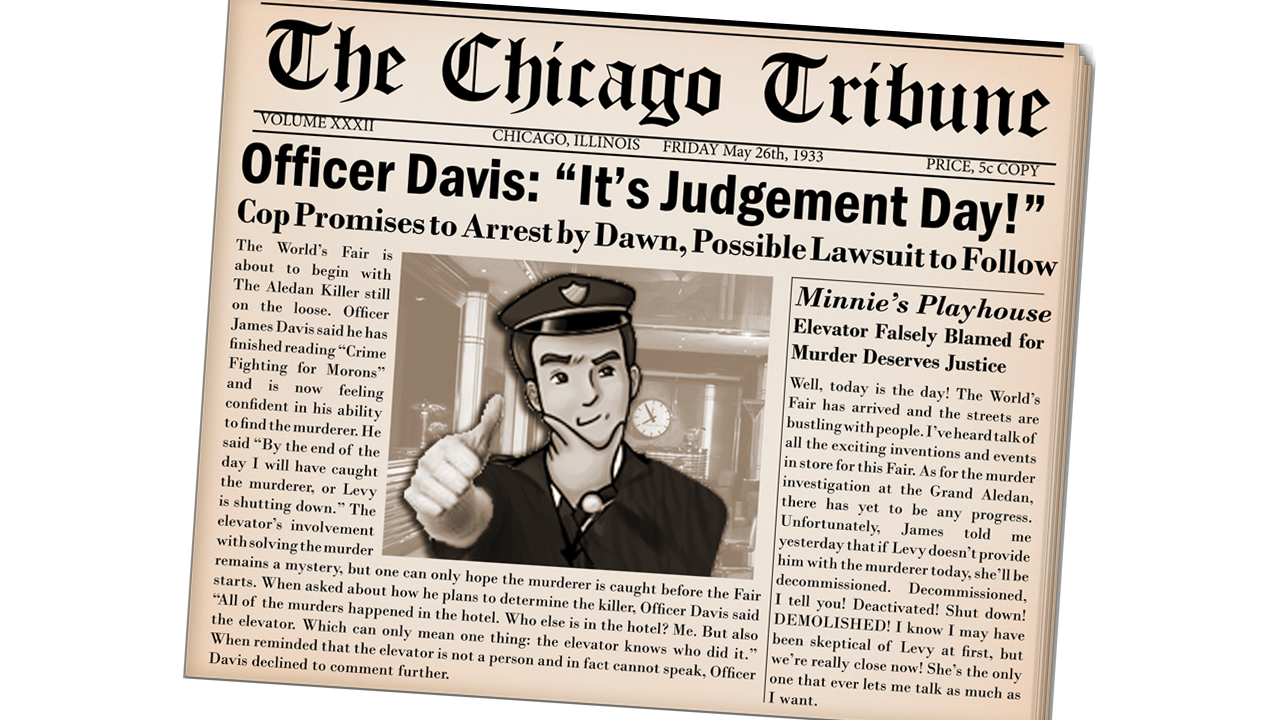 The Chicago Tribune
VOLUME XXXII
CHICAGO, ILLINOIS FRIDAY May 26th, 1933
PRICE, 5c COPY
Officer Davis: “It’s Judgement Day!”
Cop Promises to Arrest by Dawn, Possible Lawsuit to Follow
The World’s Fair is
about to begin with
The Aledan Killer still
on the loose. Officer
James Davis said he has
finished reading “Crime
Fighting for Morons”
and is now feeling
confident in his ability
to find the murderer. He
said “By the end of the
day I will have caught
the murderer, or Levy
is shutting down.” The
elevator’s involvement
with solving the murder
remains a mystery, but one can only hope the murderer is caught before the Fair
starts. When asked about how he plans to determine the killer, Officer Davis said
“All of the murders happened in the hotel. Who else is in the hotel? Me. But also
the elevator. Which can only mean one thing: the elevator knows who did it.”
When reminded that the elevator is not a person and in fact cannot speak, Officer
Davis declined to comment further.
Minnie’s Playhouse
Elevator Falsely Blamed for
Murder Deserves Justice
Well, today is the day! The World’s
Fair has arrived and the streets are
bustling with people. I’ve heard talk of
all the exciting inventions and events
in store for this Fair. As for the murder
investigation at the Grand Aledan,
there has yet to be any progress.
Unfortunately, James told me
yesterday that if Levy doesn’t provide
him with the murderer today, she’ll be
decommissioned. Decommissioned,
I tell you! Deactivated! Shut down!
DEMOLISHED! I know I may have
been skeptical of Levy at first, but
we’re really close now! She’s the only
one that ever lets me talk as much as
I want.